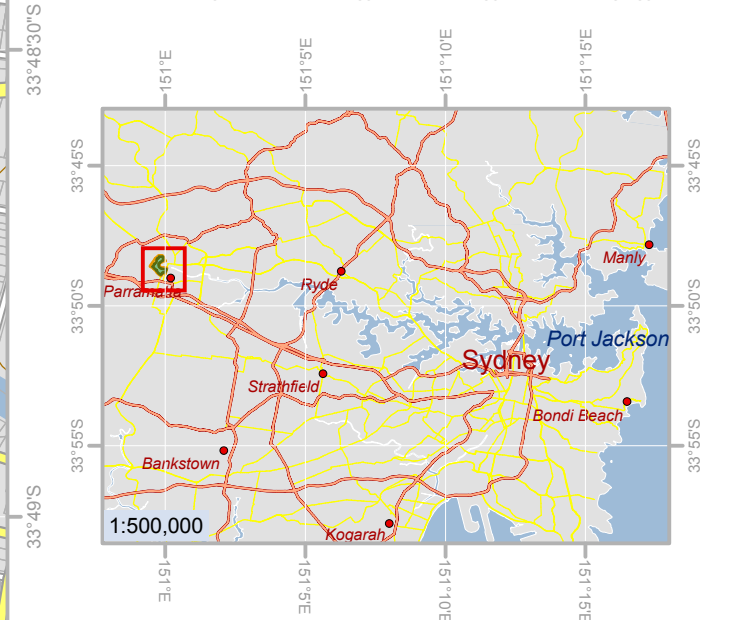 33°48'30"S
151°E
151°5'E
151°10'E
151°15'E
33°45'S
33°45'S
Manly
Ryde
Parramatta
33°50'S
33°50'S
Port Jackson
Sydney
Strathfield
Bondi Beach
33°55'S
33°55'S
Bankstown
33°49'S
1:500,000
Kogarah
151°E
151°5'E
151°10'E
151°15'E